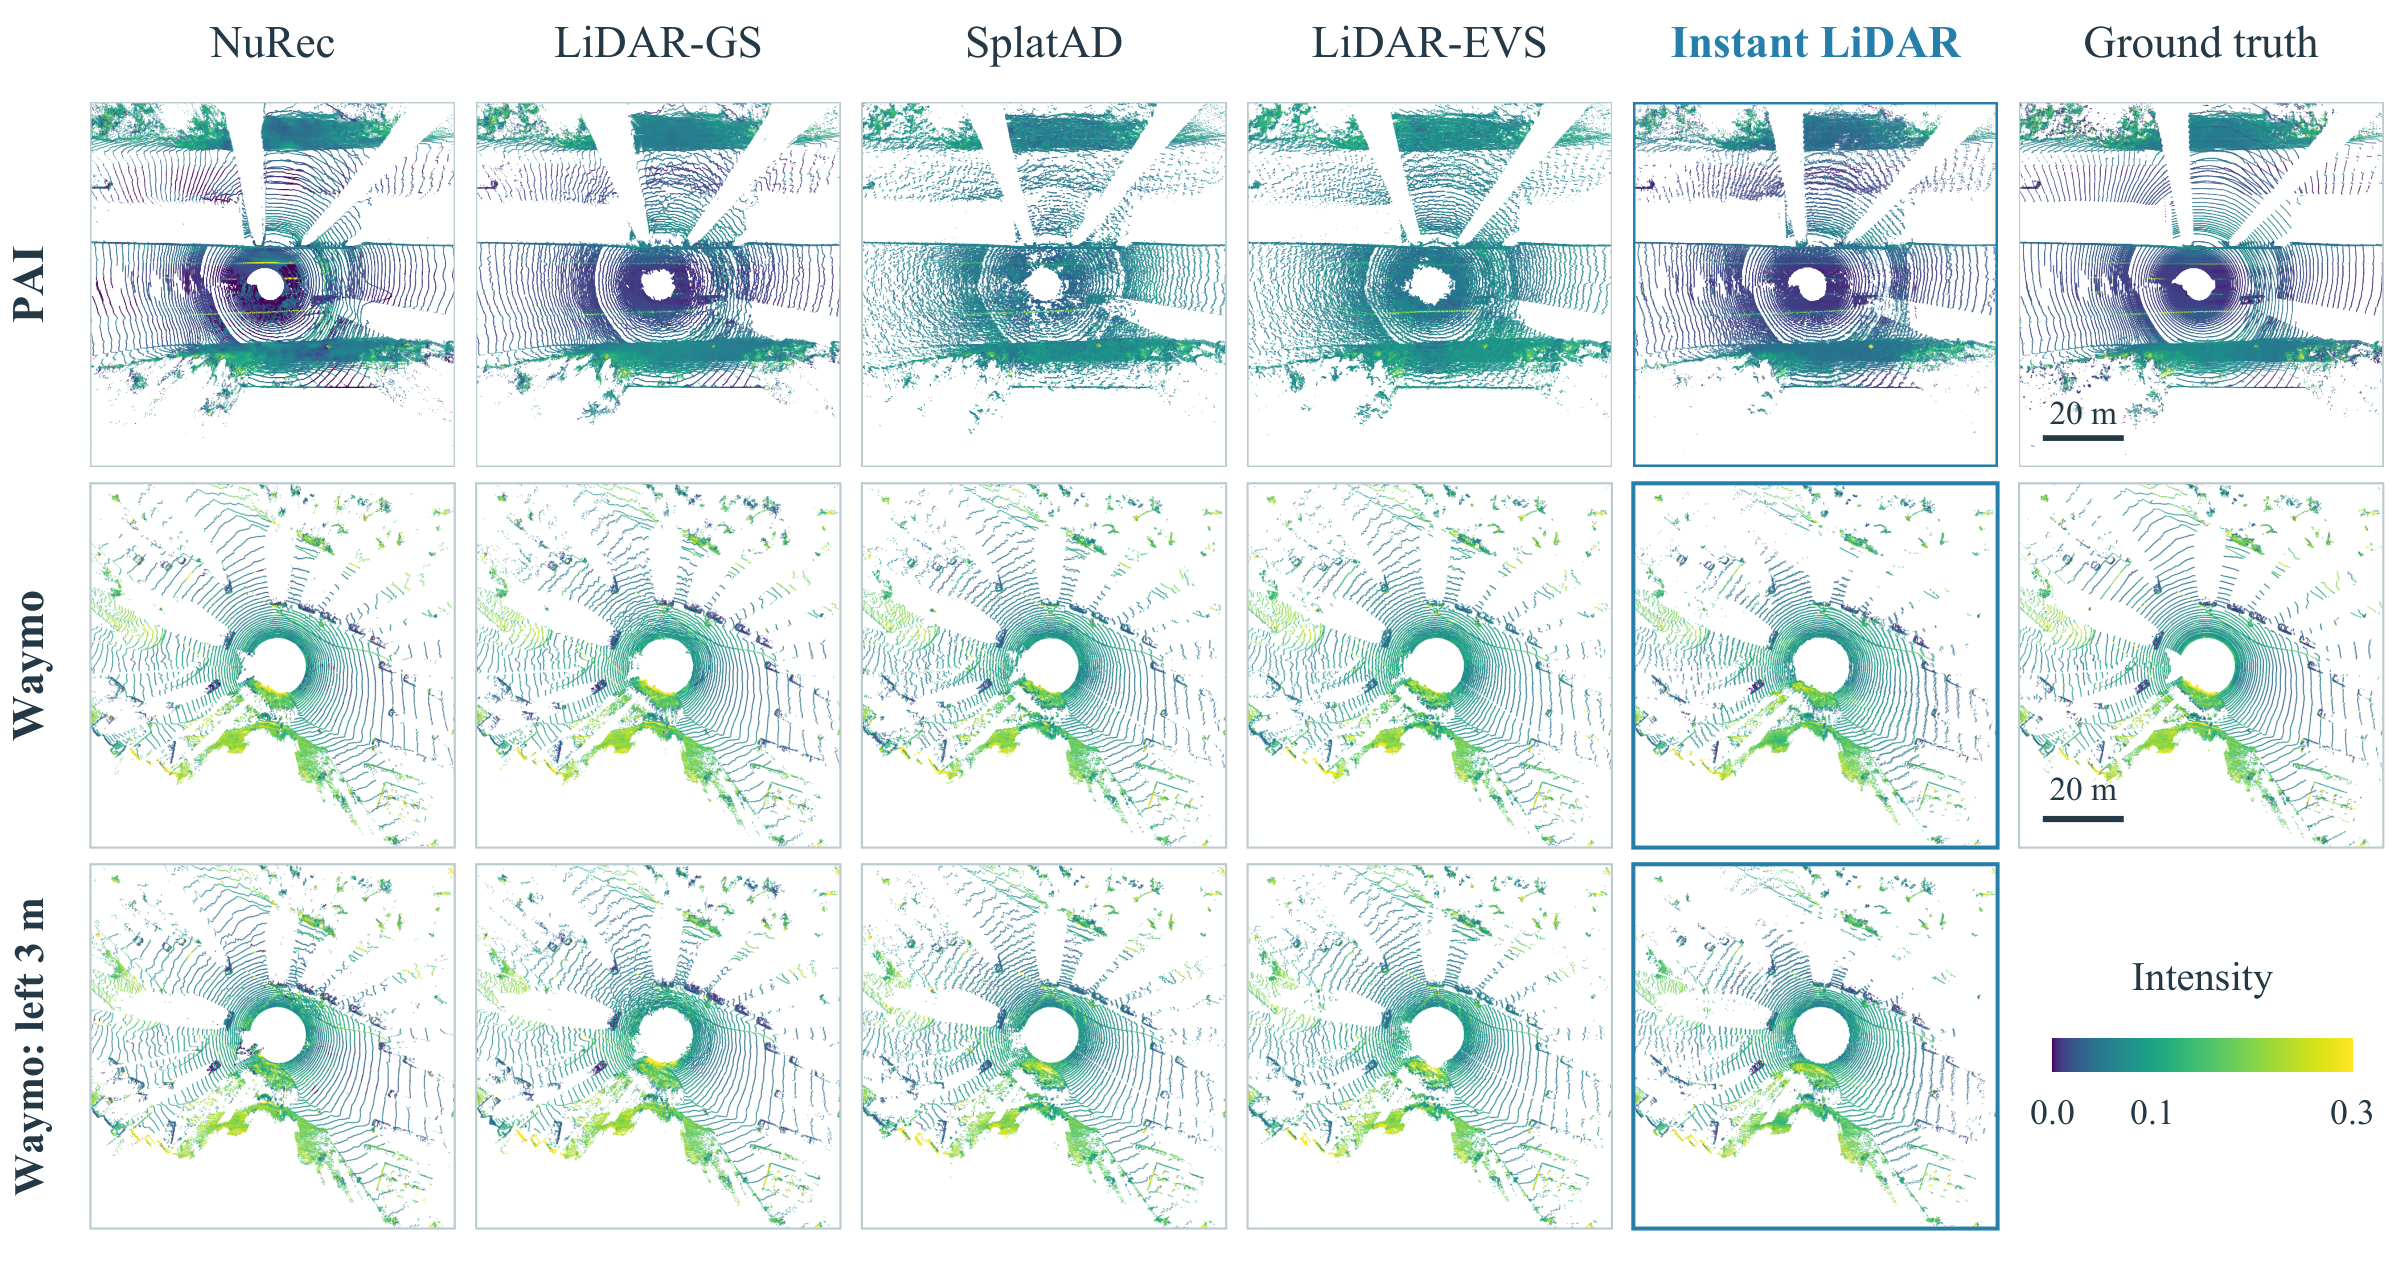 NuRec
LiDAR-GS
SplatAD
LiDAR-EVS
Instant LiDAR
Ground truth
PAI
20 m
Waymo
20 m
Waymo: left 3 m
Intensity
0.0
0.1
0.3